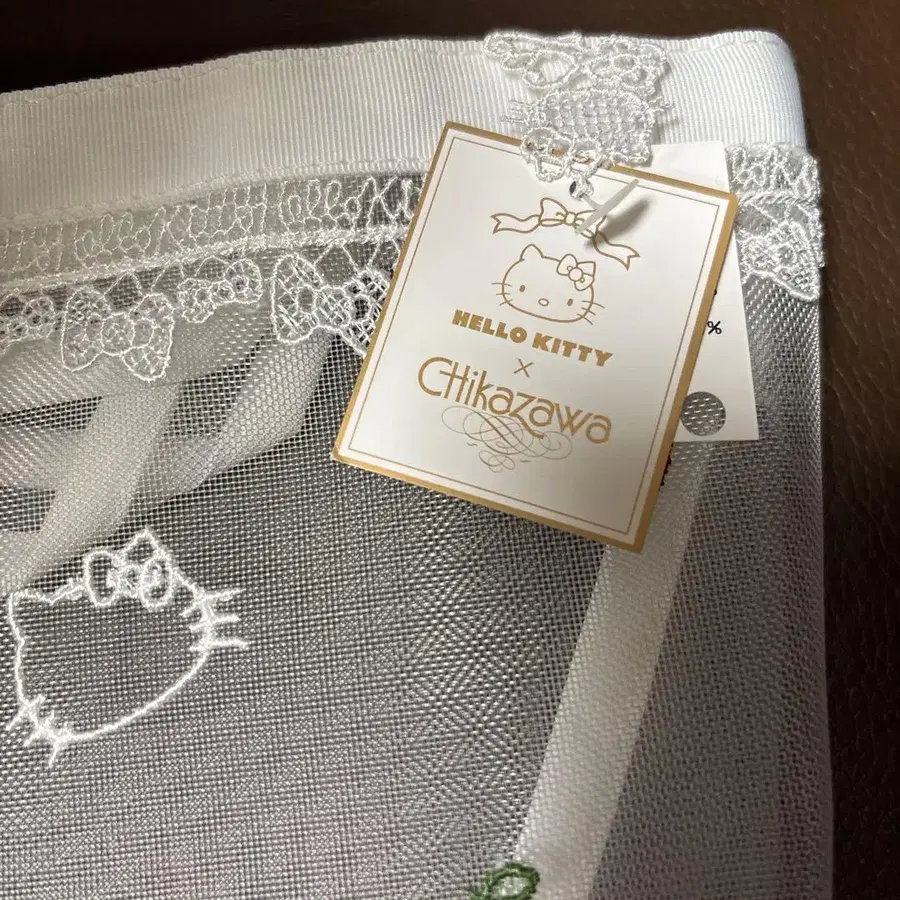 HELLO KITTY
×
CHikazawa
%